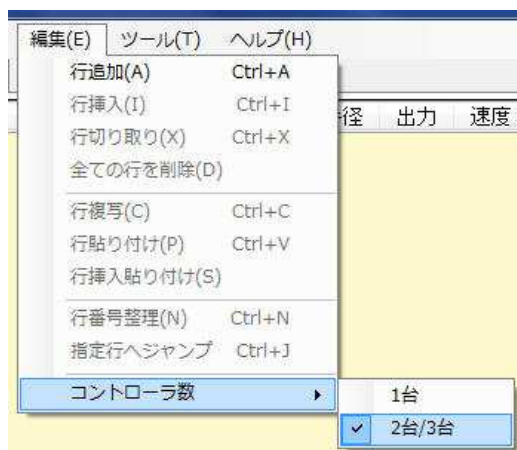 編集(E) ツール(T) ヘルプ(H)
行追加(A) Ctrl+A
行挿入(I) Ctrl+I
径 出力 速度
行切り取り(X) Ctrl+X
全ての行を削除(D)
行複写(C) Ctrl+C
行貼り付け(P) Ctrl+V
行挿入貼り付け(S)
行番号整理(N) Ctrl+N
指定行へジャンプ Ctrl+J
コントローラ数
1台
2台/3台